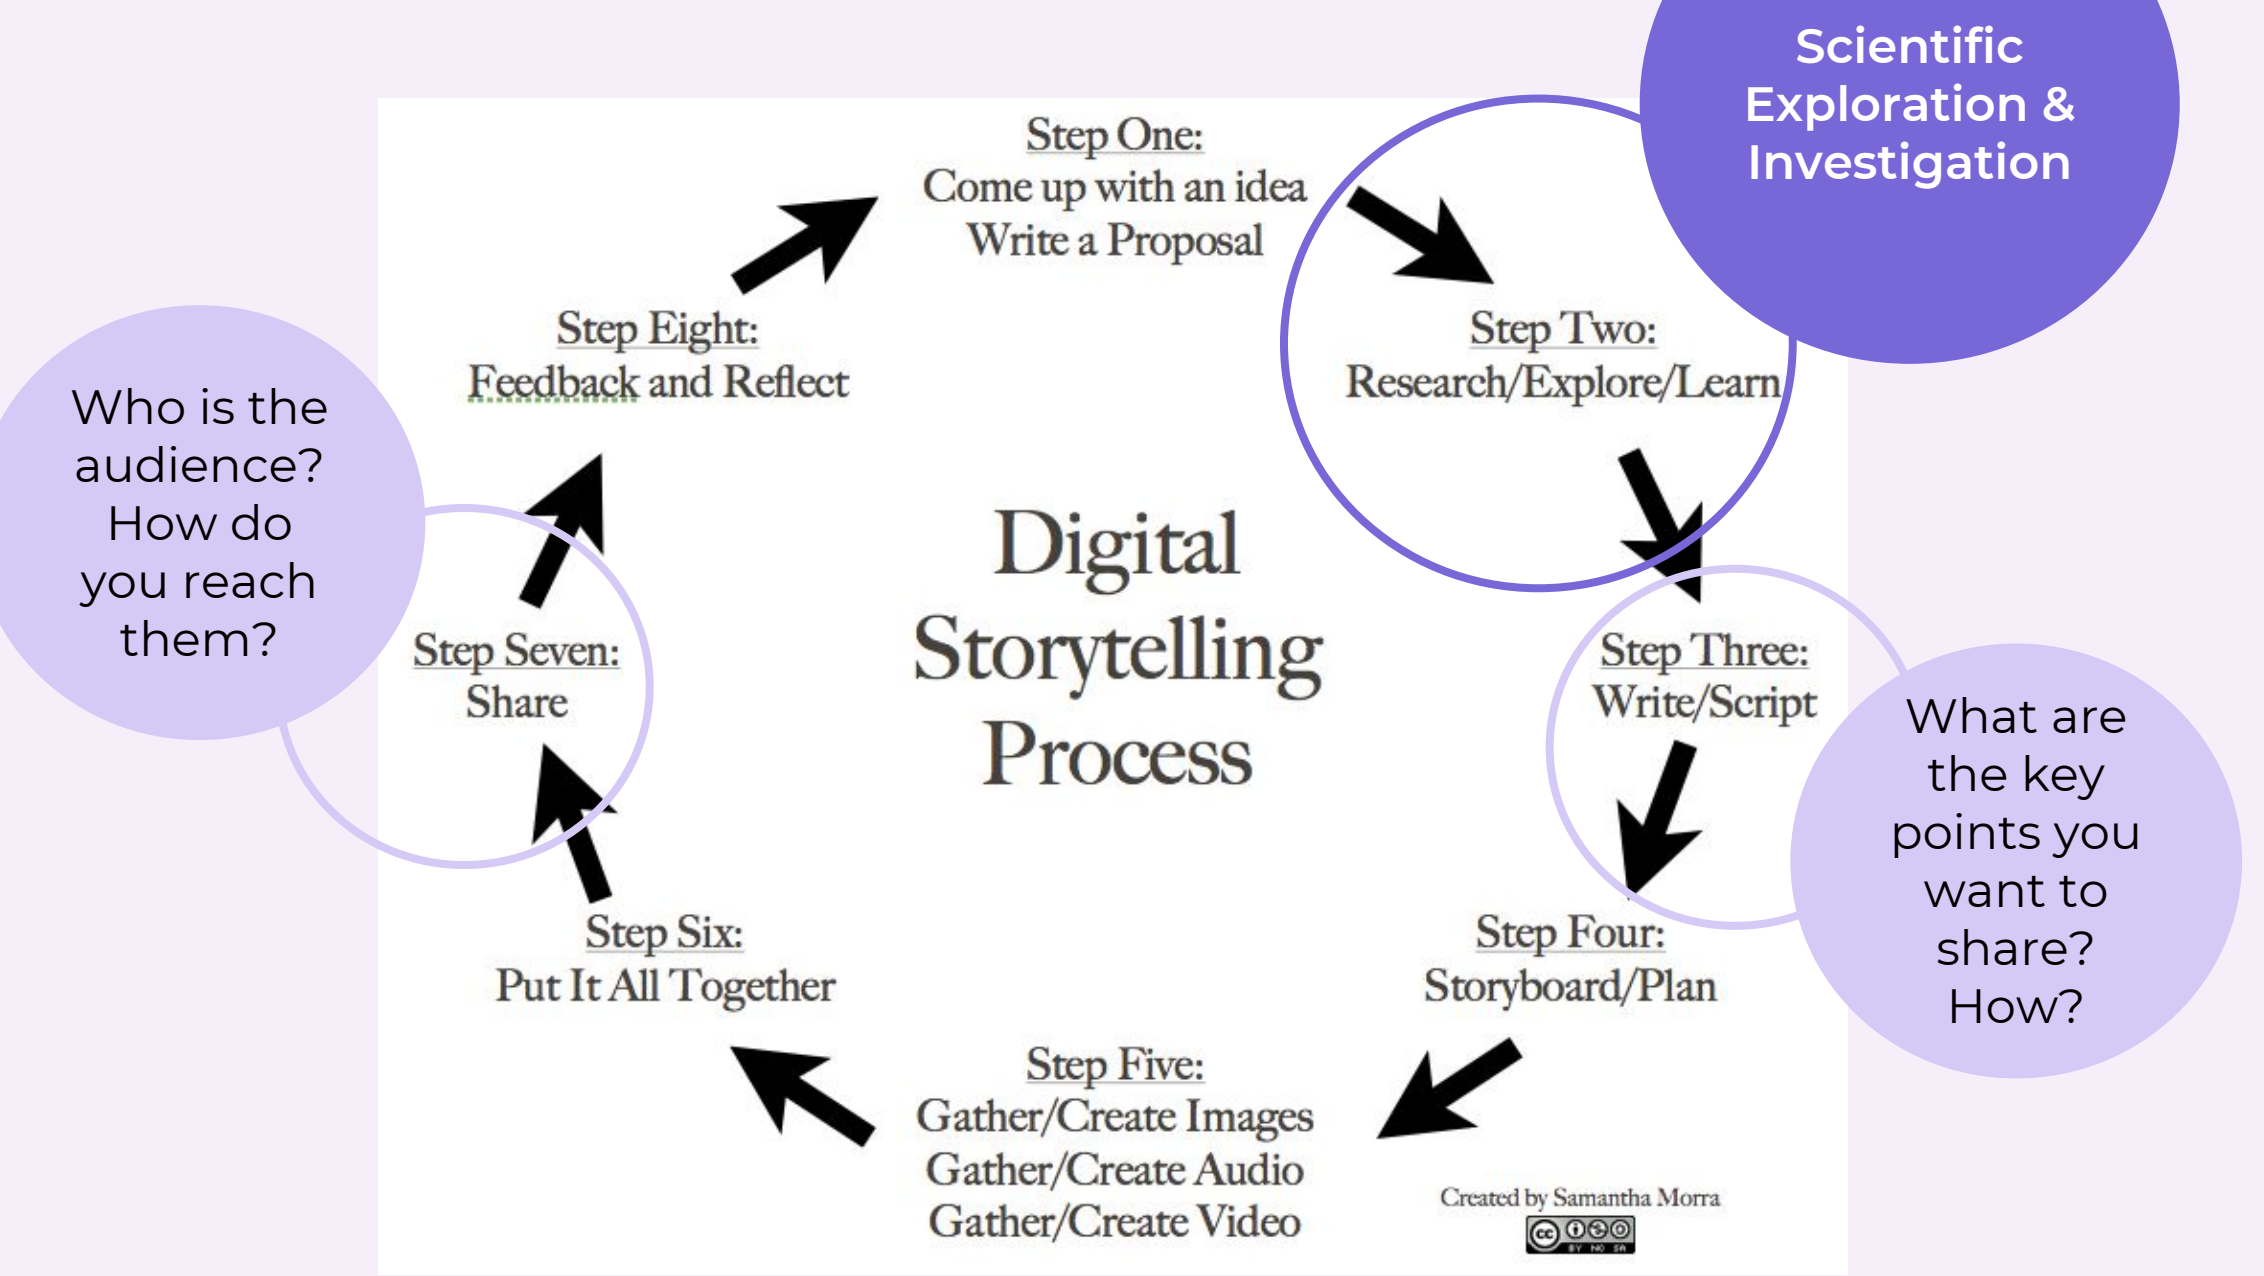 Scientific
Exploration &
Investigation
Step One:
Come up with an idea
Write a Proposal
Step Two:
Research/Explore/Learn
Step Three:
Write/Script
What are
the key
points you
want to
share?
How?
Step Four:
Storyboard/Plan
Step Five:
Gather/Create Images
Gather/Create Audio
Gather/Create Video
Step Six:
Put It All Together
Step Seven:
Share
Who is the
audience?
How do
you reach
them?
Step Eight:
Feedback and Reflect
Digital
Storytelling
Process
Created by Samantha Morra
cc
BY NC SA